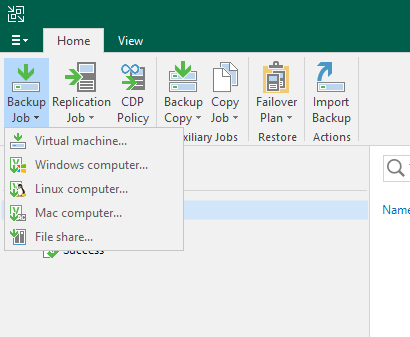 Home View
Backup Job
Replication Job
CDP Policy
Backup Copy
Copy Job
Failover Plan
Import Backup
xiliary Jobs Restore Actions
Virtual machine...
Windows computer...
Linux computer...
Mac computer...
File share...
Name
Success